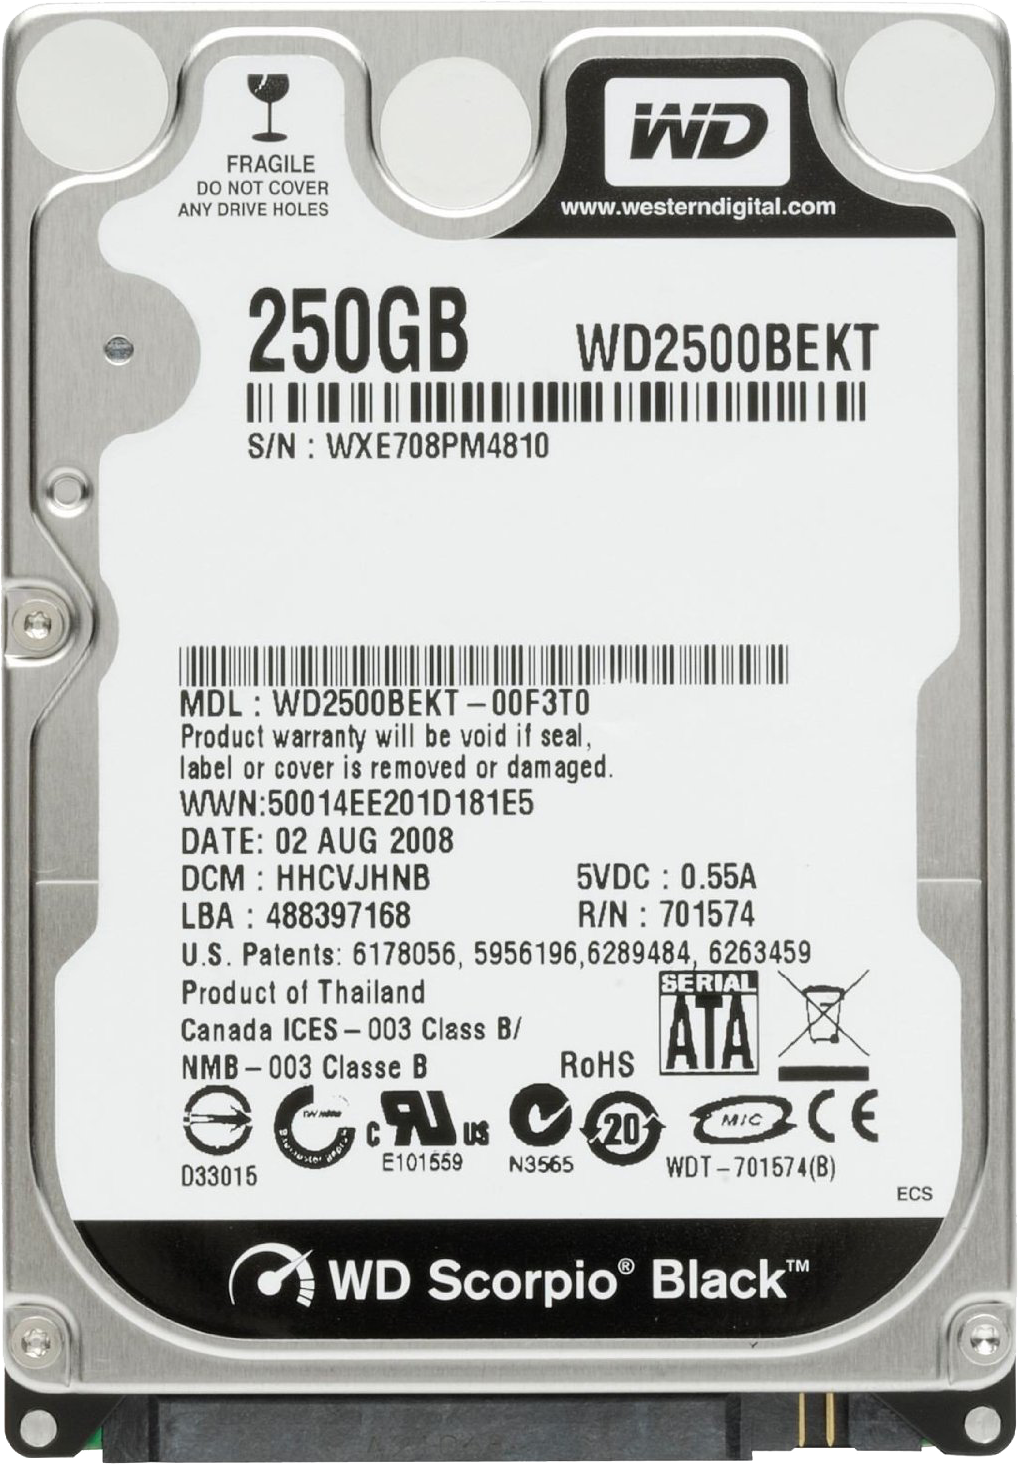 FRAGILE
DO NOT COVER
ANY DRIVE HOLES
WD
www.westerndigital.com
250GB
WD2500BEKT
S/N : WXE708PM4810
MDL : WD2500BEKT-00F3T0
Product warranty will be void if seal,
label or cover is removed or damaged.
WWN:50014EE201D181E5
DATE: 02 AUG 2008
DCM : HHCVJHNB
5VDC : 0.55A
LBA : 488397168
R/N : 701574
U.S. Patents: 6178056, 5956196,6289484, 6263459
Product of Thailand
SERIAL
ATA
Canada ICES-003 Class B/
NMB-003 Classe B
RoHS
c UR US
20
MIC
CE
D33015
E101559
N3565
WDT-701574(B)
ECS
WD Scorpio® Black™